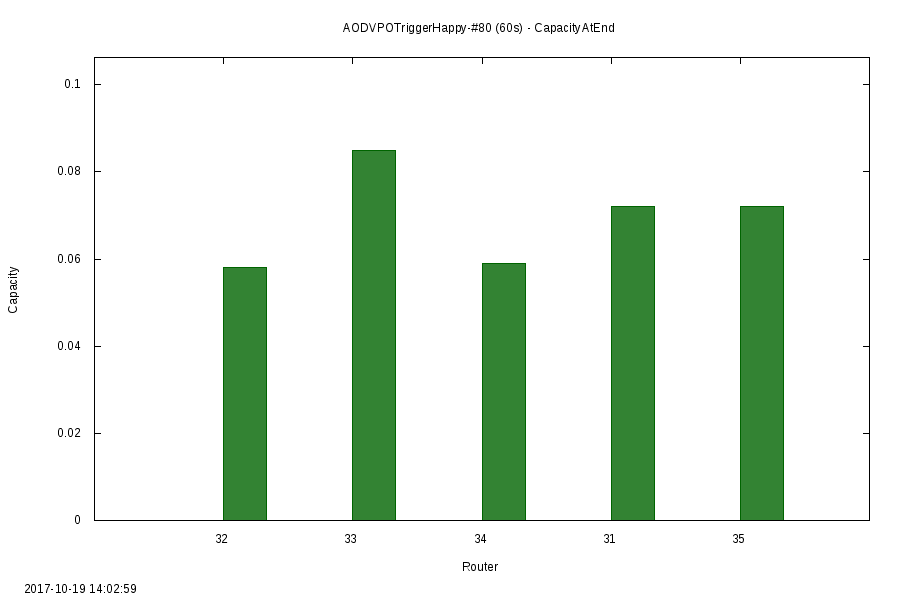 AODVPOTriggerHappy-#80 (60s) - CapacityAtEnd
0.1
0.08
0.06
0.04
0.02
0
Capacity
32 33 34 31 35
Router
2017-10-19 14:02:59